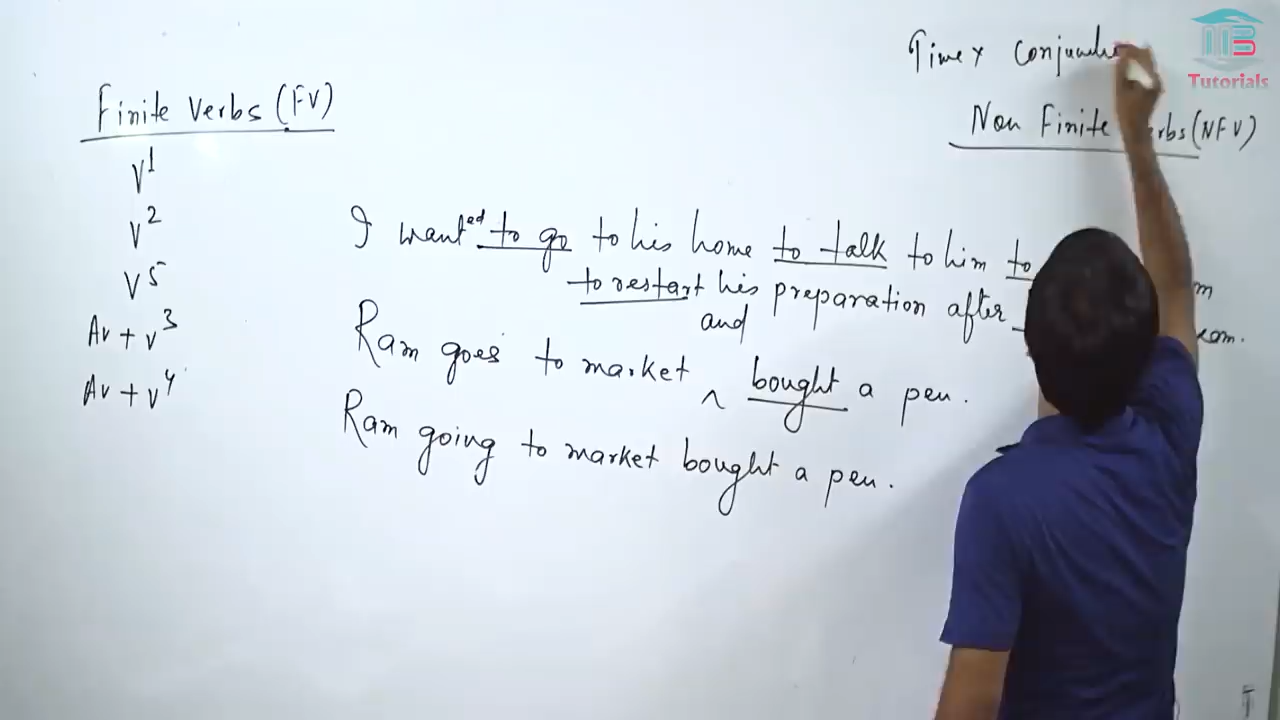 Time x Conjunc
MB
Tutorials
Finite Verbs (FV)
Non Finite rbs (NFV)
V1
V2
V5
Av + v3
Av + v4
I wanted to go to his home to talk to him to
to restart his preparation after
Ram goes to market and ^ bought a pen.
Ram going to market bought a pen.